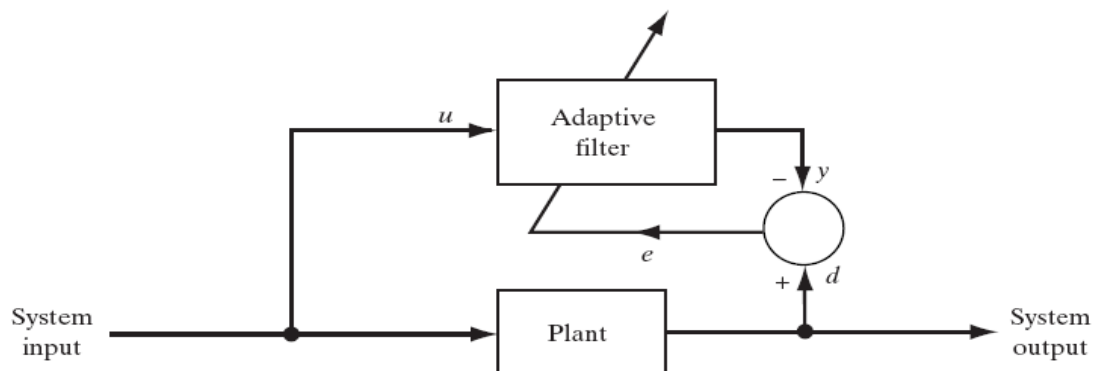 u
Adaptive
filter
– y
e
+ d
System
input
Plant
System
output